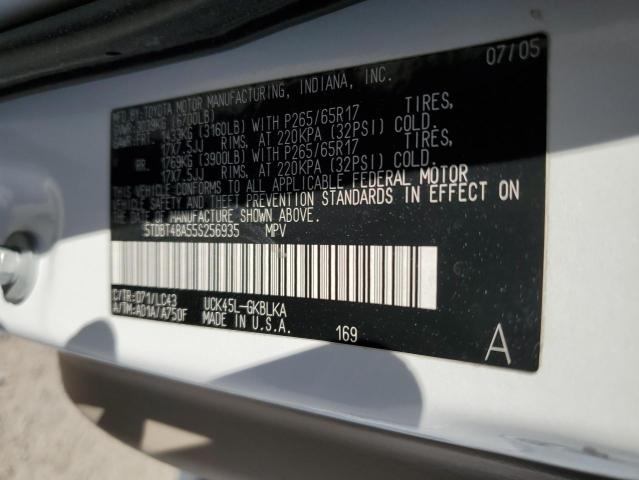 07/05
MFD BY: TOYOTA MOTOR MANUFACTURING, INDIANA, INC.
(6700LB)
1433KG (3160LB) WITH P265/65R17 TIRES,
17X7.5JJ RIMS, AT 220KPA (32PSI) COLD.
RR. 1769KG (3900LB) WITH P265/65R17 TIRES,
17X7.5JJ RIMS, AT 220KPA (32PSI) COLD.
THIS VEHICLE CONFORMS TO ALL APPLICABLE FEDERAL MOTOR
VEHICLE SAFETY AND THEFT PREVENTION STANDARDS IN EFFECT ON
THE DATE OF MANUFACTURE SHOWN ABOVE.
5TDBT48A55S256935 MPV
C/TR:071/LC43 UCK45L-GKBLKA
A/TM:A01A/A750F MADE IN U.S.A.
169
A